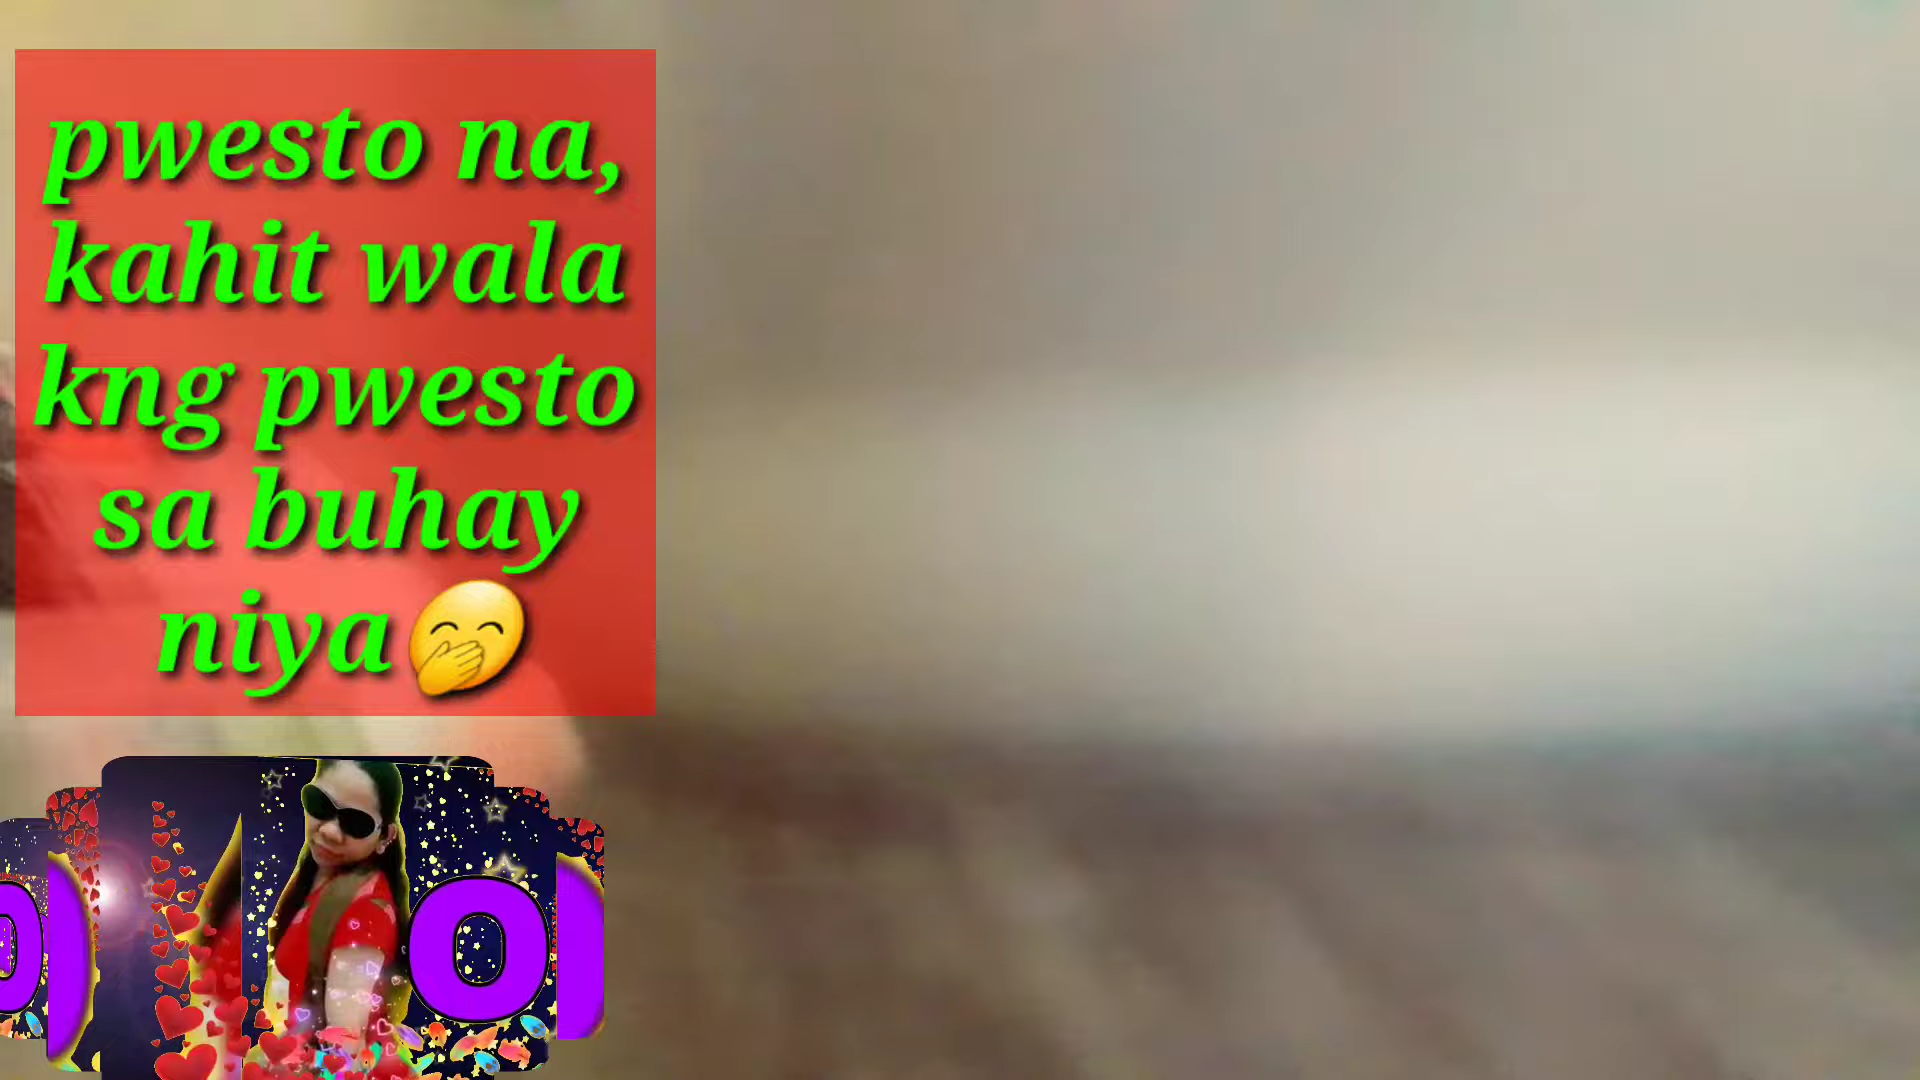 pwesto na,
kahit wala
kng pwesto
sa buhay
niya🤭
O